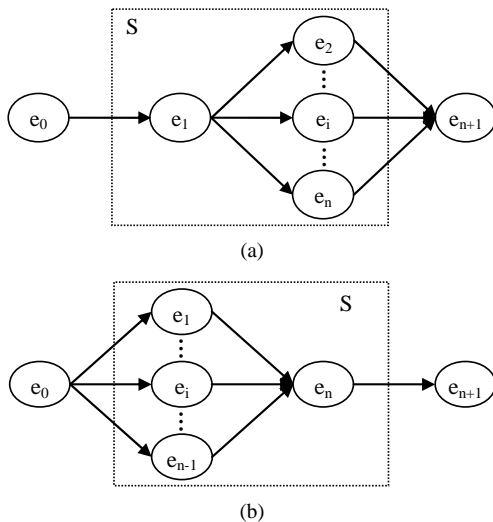 S
e₂
e₀ e₁ eᵢ eₙ₊₁
eₙ
(a)
S
e₁
e₀ eᵢ eₙ eₙ₊₁
eₙ₋₁
(b)